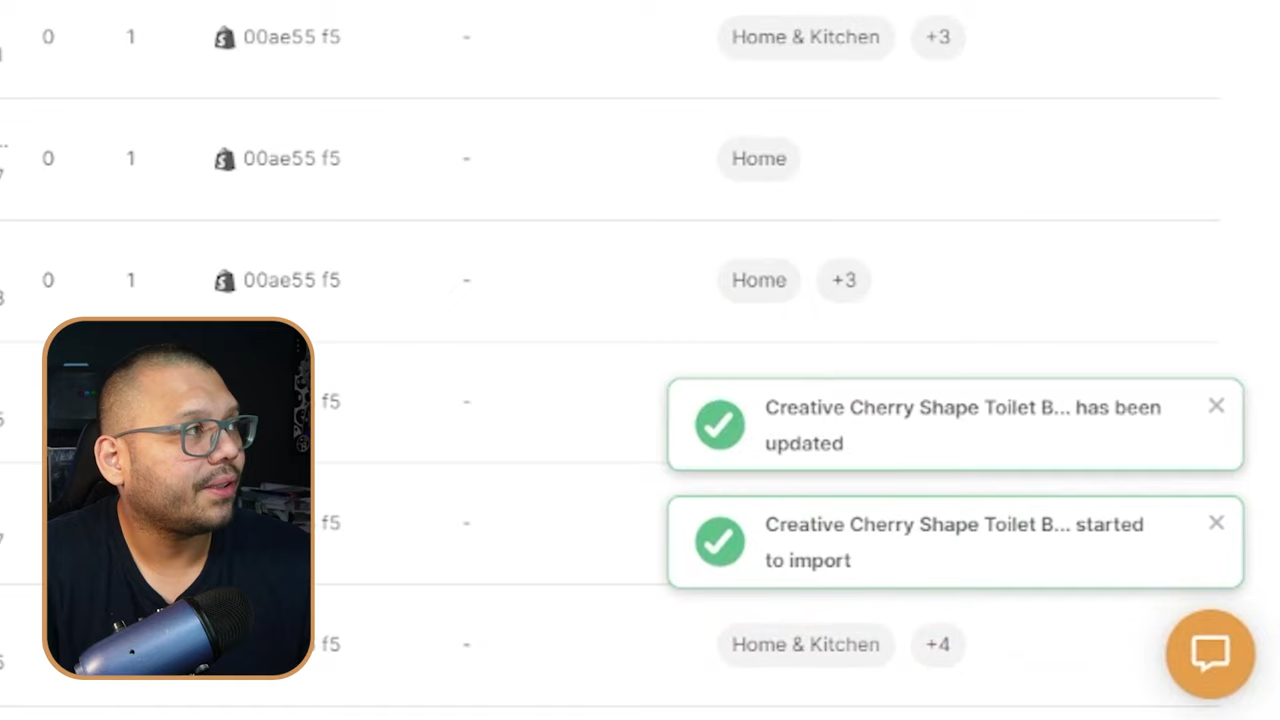 0 1 00ae55 f5 - Home & Kitchen +3
0 1 00ae55 f5 - Home
0 1 00ae55 f5 - Home +3
f5 -
Creative Cherry Shape Toilet B... has been
updated
f5 -
Creative Cherry Shape Toilet B... started
to import
f5 - Home & Kitchen +4